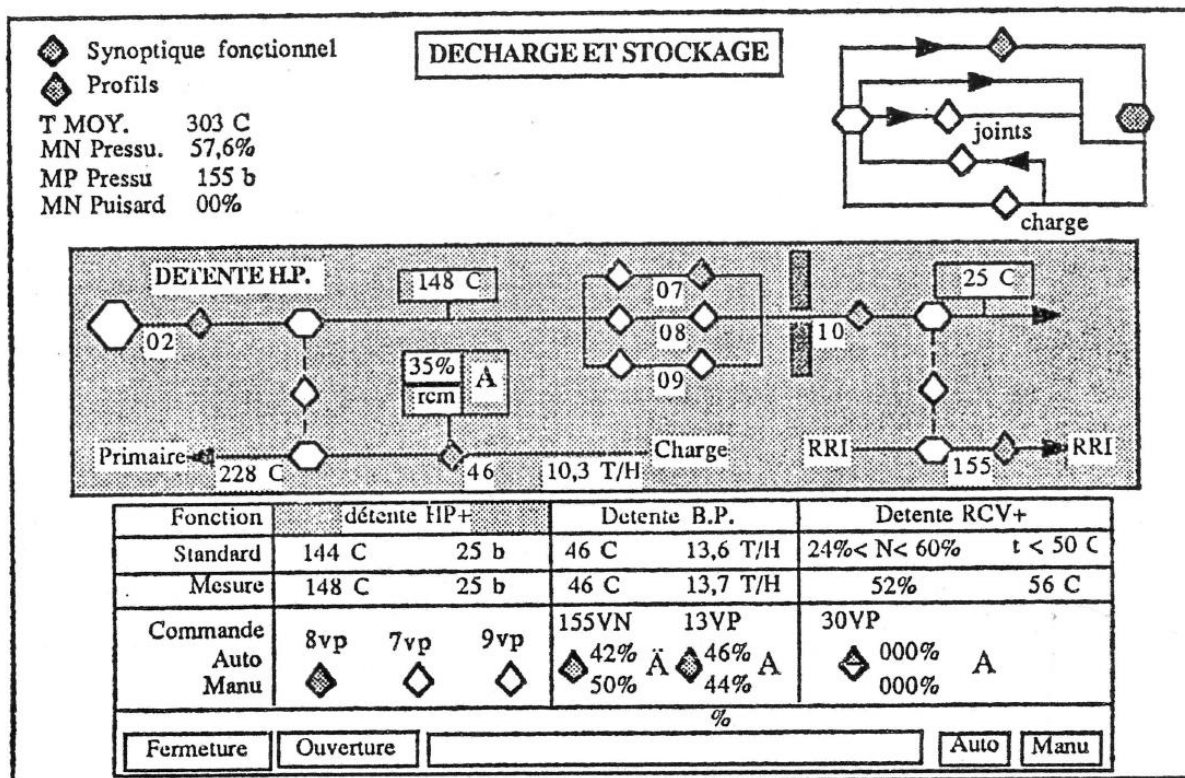 Synoptique fonctionnel
Profils
T MOY. 303 C
MN Pressu. 57,6%
MP Pressu 155 b
MN Puisard 00%
DECHARGE ET STOCKAGE
joints
charge
DETENTE H.P.
148 C
07
25 C
02
08
10
35%
A
rcm
09
Primaire
228 C
46
10,3 T/H
Charge
RRI
155
RRI
Fonction détente HP+ Detente B.P. Detente RCV+
Standard 144 C 25 b 46 C 13,6 T/H 24%< N< 60% t < 50 C
Mesure 148 C 25 b 46 C 13,7 T/H 52% 56 C
Commande 8vp 7vp 9vp 155VN 13VP 30VP
Auto 42% Ä 46% A 000% A
Manu 50% 44% 000%
%
Fermeture Ouverture Auto Manu